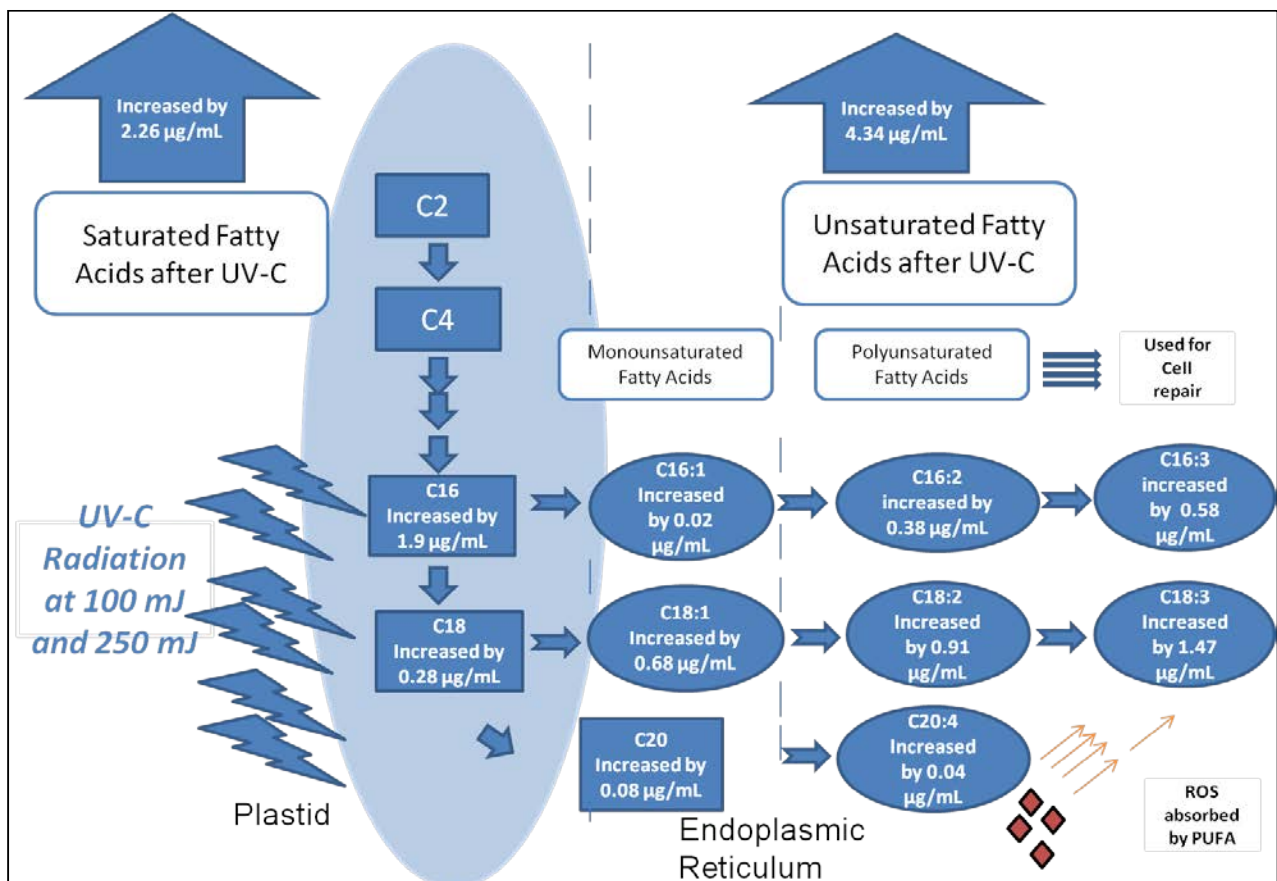 Increased by
2.26 µg/mL
Increased by
4.34 µg/mL
Saturated Fatty
Acids after UV-C
C2
Unsaturated Fatty
Acids after UV-C
C4
Monounsaturated
Fatty Acids
Polyunsaturated
Fatty Acids
Used for
Cell
repair
UV-C
Radiation
at 100 mJ
and 250 mJ
C16
Increased by
1.9 µg/mL
C16:1
Increased
by 0.02
µg/mL
C16:2
increased by
0.38 µg/mL
C16:3
increased
by 0.58
µg/mL
C18
Increased by
0.28 µg/mL
C18:1
Increased by
0.68 µg/mL
C18:2
Increased
by 0.91
µg/mL
C18:3
Increased
by 1.47
µg/mL
C20
Increased by
0.08 µg/mL
C20:4
Increased
by 0.04
µg/mL
ROS
absorbed
by PUFA
Plastid
Endoplasmic
Reticulum